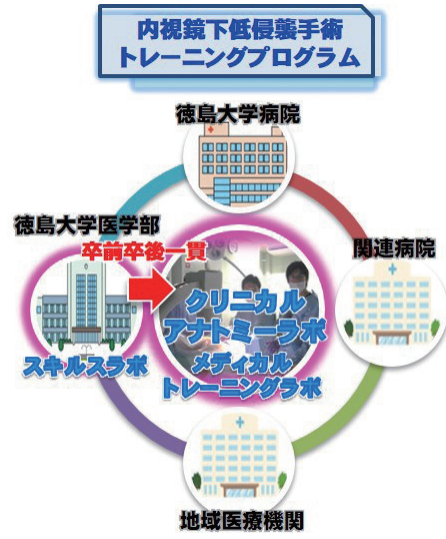 内視鏡下低侵襲手術
トレーニングプログラム
徳島大学病院
徳島大学医学部
卒前卒後一貫
関連病院
クリニカル
アナトミーラボ
メディカル
トレーニングラボ
スキルスラボ
地域医療機関